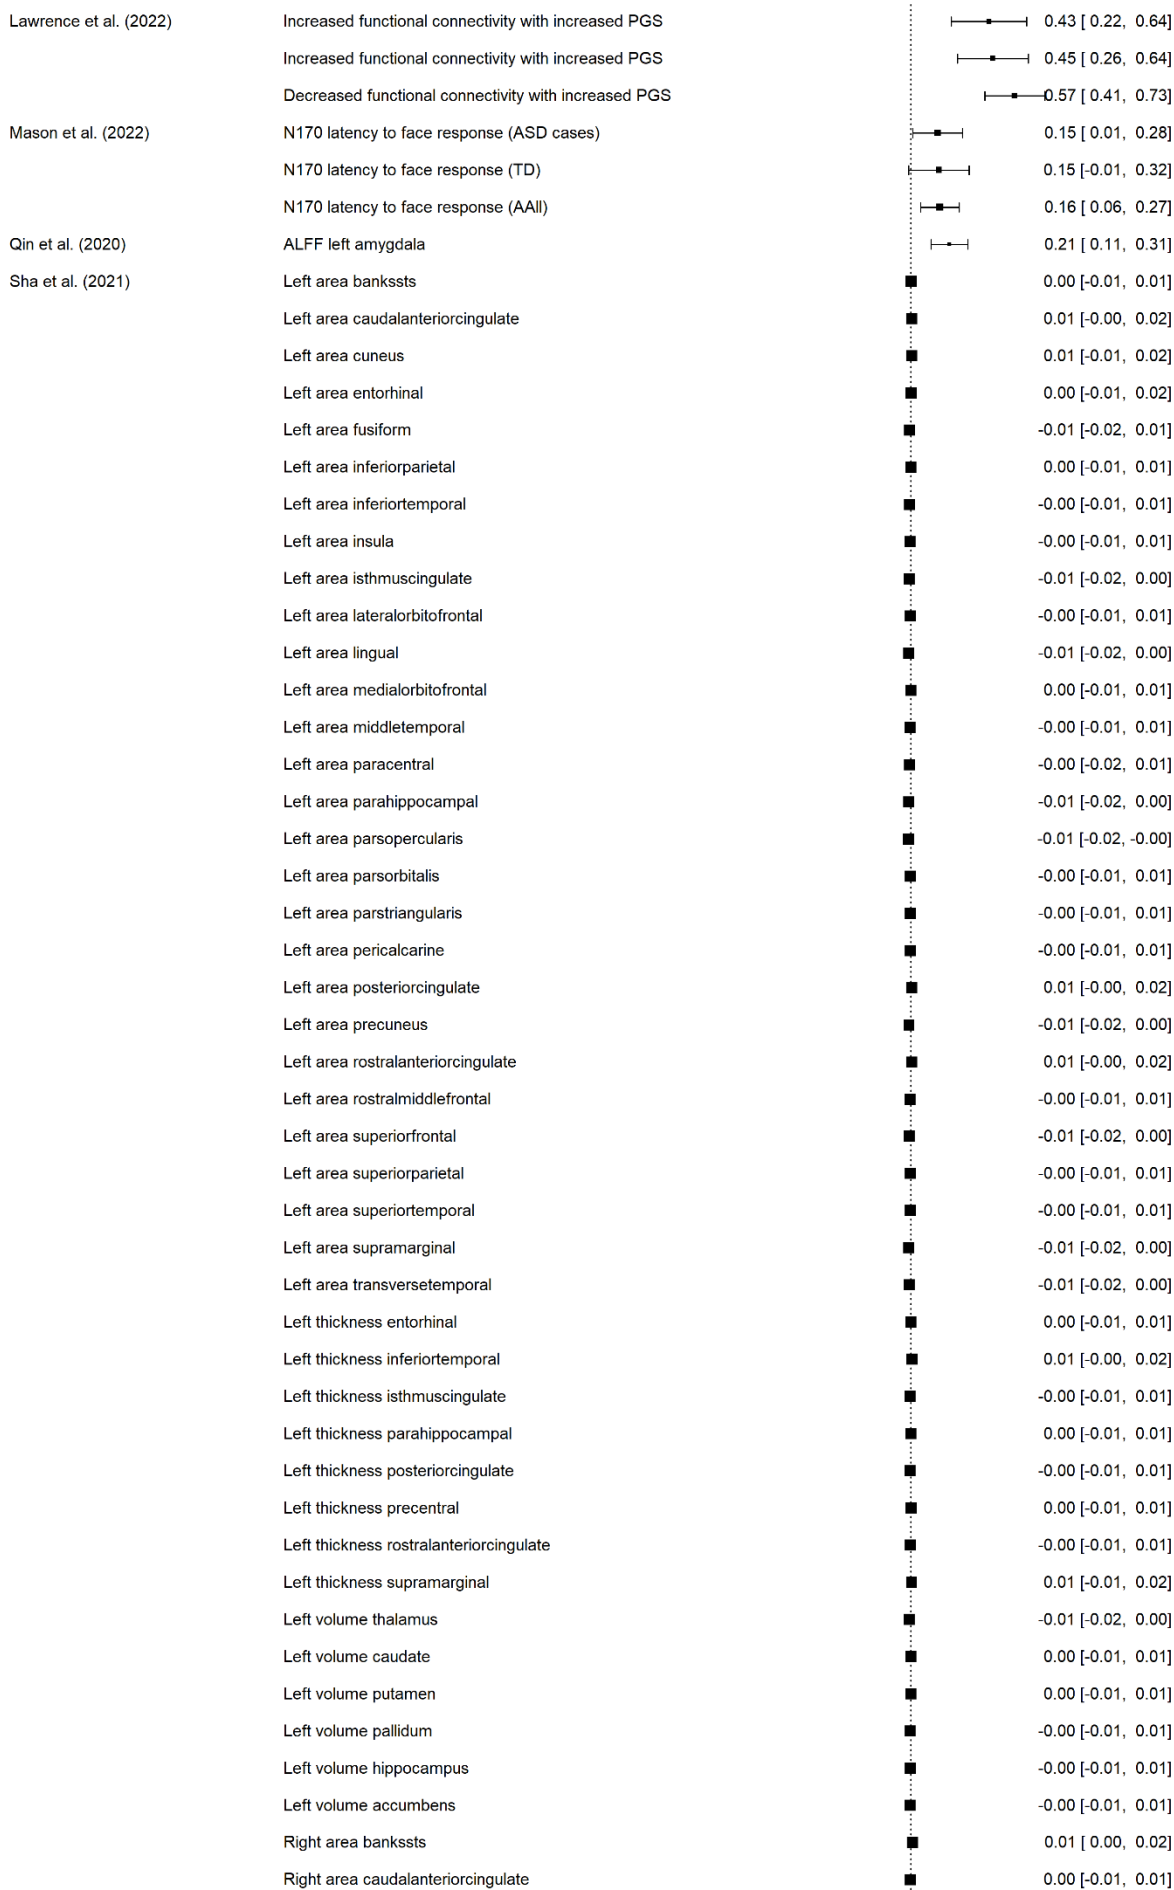 Lawrence et al. (2022) Increased functional connectivity with increased PGS 0.43 [ 0.22, 0.64]
Increased functional connectivity with increased PGS 0.45 [ 0.26, 0.64]
Decreased functional connectivity with increased PGS 0.57 [ 0.41, 0.73]
Mason et al. (2022) N170 latency to face response (ASD cases) 0.15 [ 0.01, 0.28]
N170 latency to face response (TD) 0.15 [-0.01, 0.32]
N170 latency to face response (AAll) 0.16 [ 0.06, 0.27]
Qin et al. (2020) ALFF left amygdala 0.21 [ 0.11, 0.31]
Sha et al. (2021) Left area bankssts 0.00 [-0.01, 0.01]
Left area caudalanteriorcingulate 0.01 [-0.00, 0.02]
Left area cuneus 0.01 [-0.01, 0.02]
Left area entorhinal 0.00 [-0.01, 0.02]
Left area fusiform -0.01 [-0.02, 0.01]
Left area inferiorparietal 0.00 [-0.01, 0.01]
Left area inferiortemporal -0.00 [-0.01, 0.01]
Left area insula -0.00 [-0.01, 0.01]
Left area isthmuscingulate -0.01 [-0.02, 0.00]
Left area lateralorbitofrontal -0.00 [-0.01, 0.01]
Left area lingual -0.01 [-0.02, 0.00]
Left area medialorbitofrontal 0.00 [-0.01, 0.01]
Left area middletemporal -0.00 [-0.01, 0.01]
Left area paracentral -0.00 [-0.02, 0.01]
Left area parahippocampal -0.01 [-0.02, 0.00]
Left area parsopercularis -0.01 [-0.02, -0.00]
Left area parsorbitalis -0.00 [-0.01, 0.01]
Left area parstriangularis -0.00 [-0.01, 0.01]
Left area pericalcarine -0.00 [-0.01, 0.01]
Left area posteriorcingulate 0.01 [-0.00, 0.02]
Left area precuneus -0.01 [-0.02, 0.00]
Left area rostralanteriorcingulate 0.01 [-0.00, 0.02]
Left area rostralmiddlefrontal -0.00 [-0.01, 0.01]
Left area superiorfrontal -0.01 [-0.02, 0.00]
Left area superiorparietal -0.00 [-0.01, 0.01]
Left area superiortemporal -0.00 [-0.01, 0.01]
Left area supramarginal -0.01 [-0.02, 0.00]
Left area transversetemporal -0.01 [-0.02, 0.00]
Left thickness entorhinal 0.00 [-0.01, 0.01]
Left thickness inferiortemporal 0.01 [-0.00, 0.02]
Left thickness isthmuscingulate -0.00 [-0.01, 0.01]
Left thickness parahippocampal 0.00 [-0.01, 0.01]
Left thickness posteriorcingulate -0.00 [-0.01, 0.01]
Left thickness precentral 0.00 [-0.01, 0.01]
Left thickness rostralanteriorcingulate -0.00 [-0.01, 0.01]
Left thickness supramarginal 0.01 [-0.01, 0.02]
Left volume thalamus -0.01 [-0.02, 0.00]
Left volume caudate 0.00 [-0.01, 0.01]
Left volume putamen 0.00 [-0.01, 0.01]
Left volume pallidum -0.00 [-0.01, 0.01]
Left volume hippocampus -0.00 [-0.01, 0.01]
Left volume accumbens -0.00 [-0.01, 0.01]
Right area bankssts 0.01 [ 0.00, 0.02]
Right area caudalanteriorcingulate 0.00 [-0.01, 0.01]